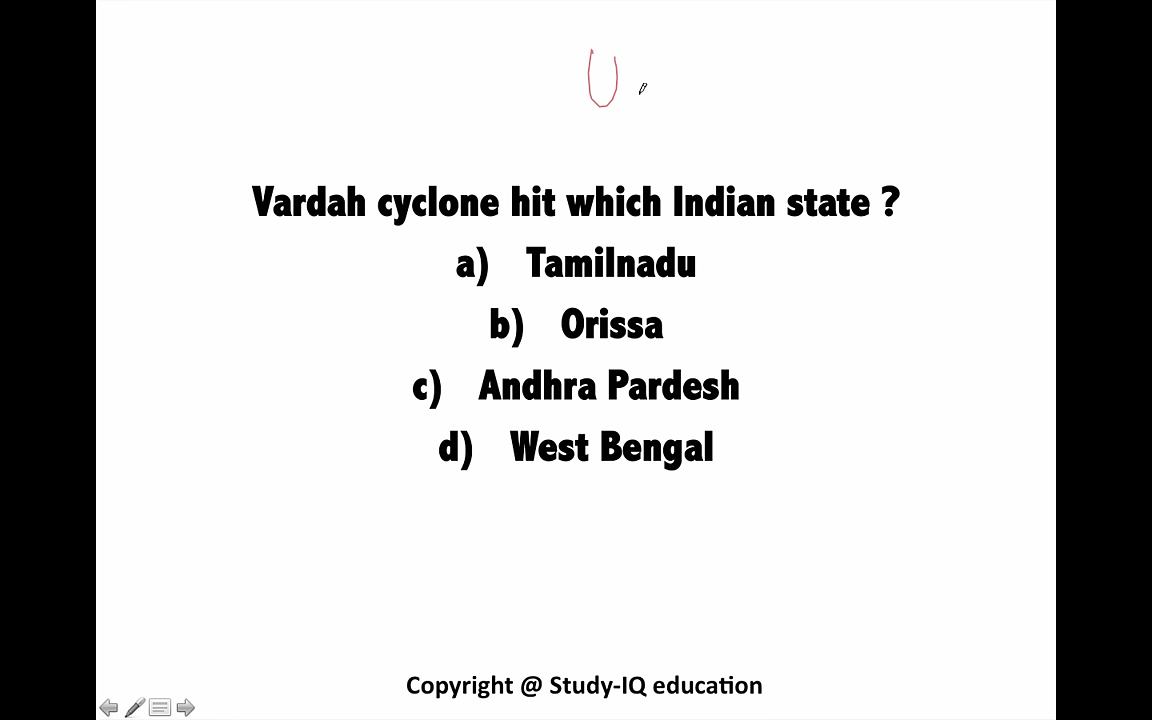 U
Vardah cyclone hit which Indian state ?
a) Tamilnadu
b) Orissa
c) Andhra Pardesh
d) West Bengal
Copyright @ Study-IQ education